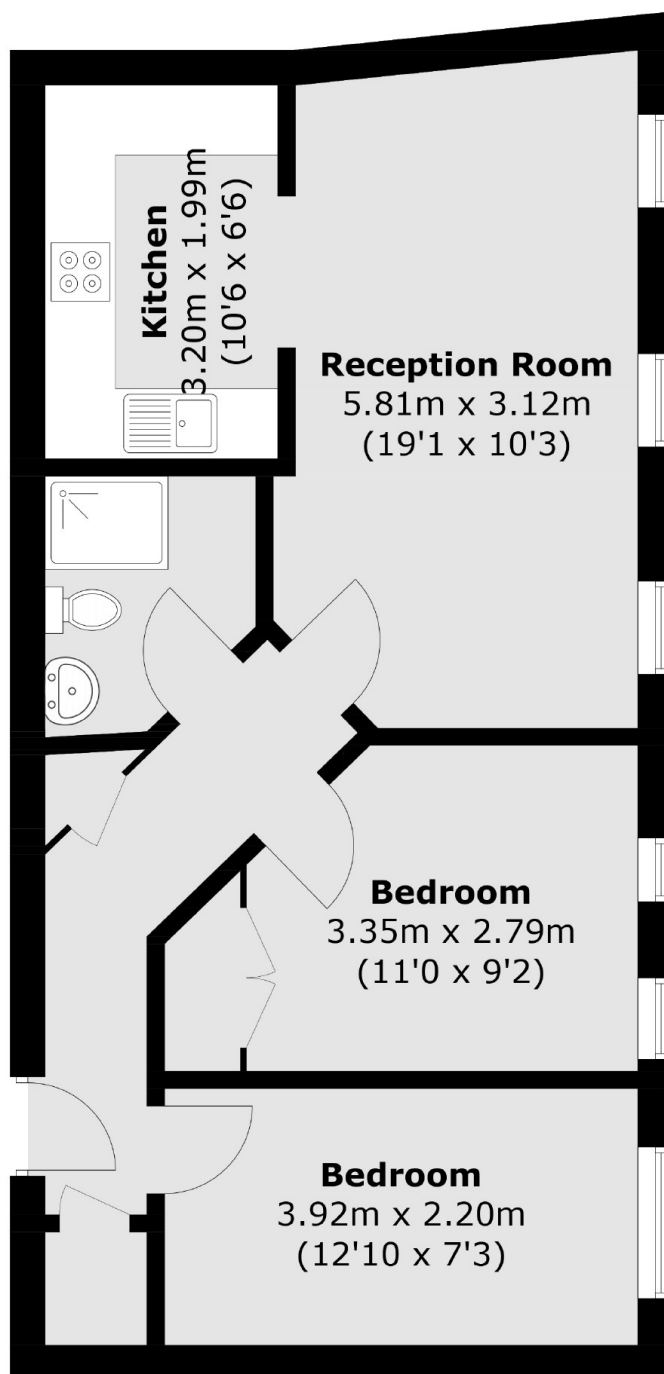 Kitchen
3.20m x 1.99m
(10'6 x 6'6)
Reception Room
5.81m x 3.12m
(19'1 x 10'3)
Bedroom
3.35m x 2.79m
(11'0 x 9'2)
Bedroom
3.92m x 2.20m
(12'10 x 7'3)